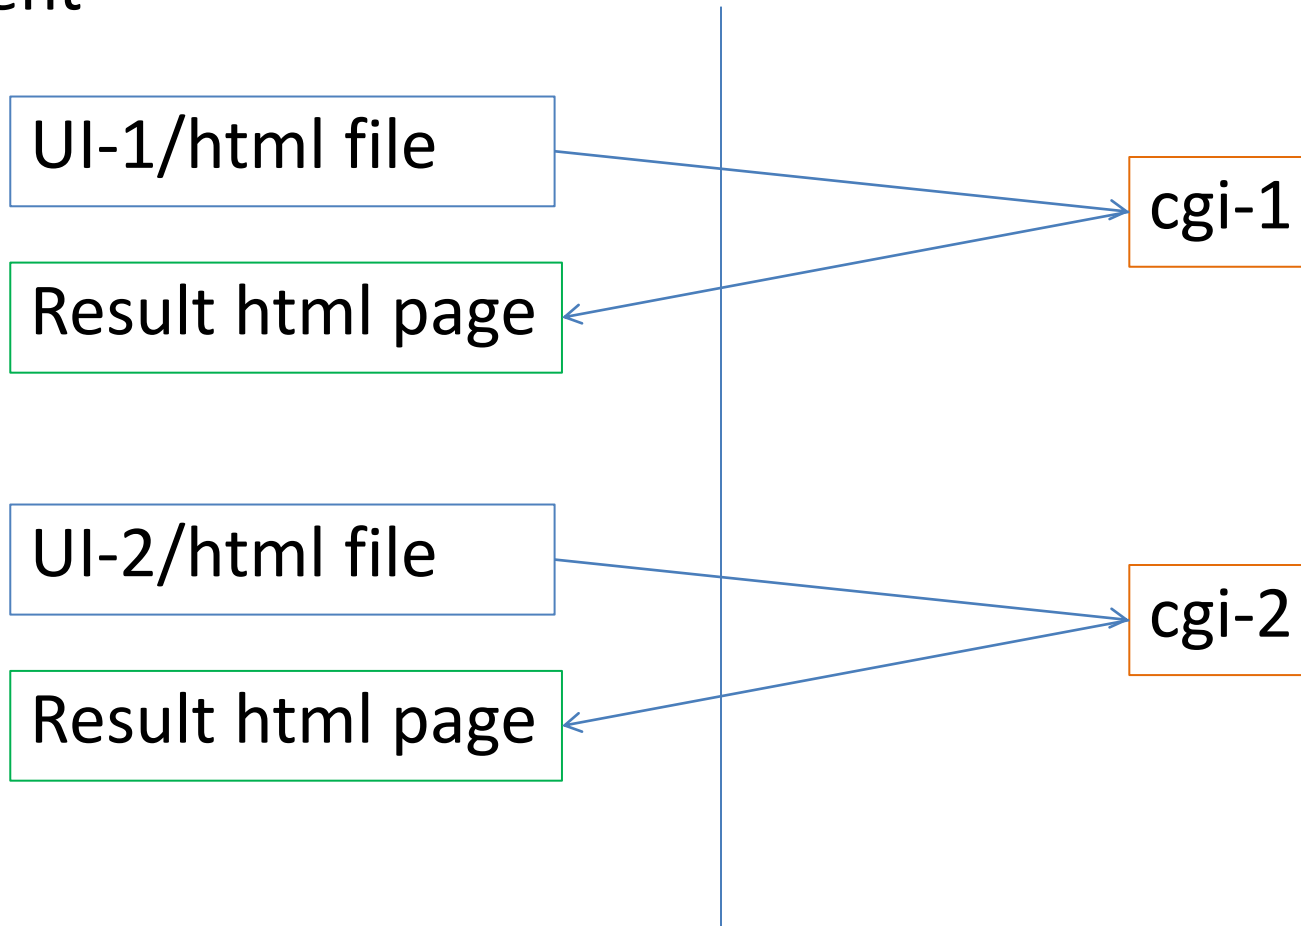 UI-1/html file
cgi-1
Result html page
UI-2/html file
cgi-2
Result html page